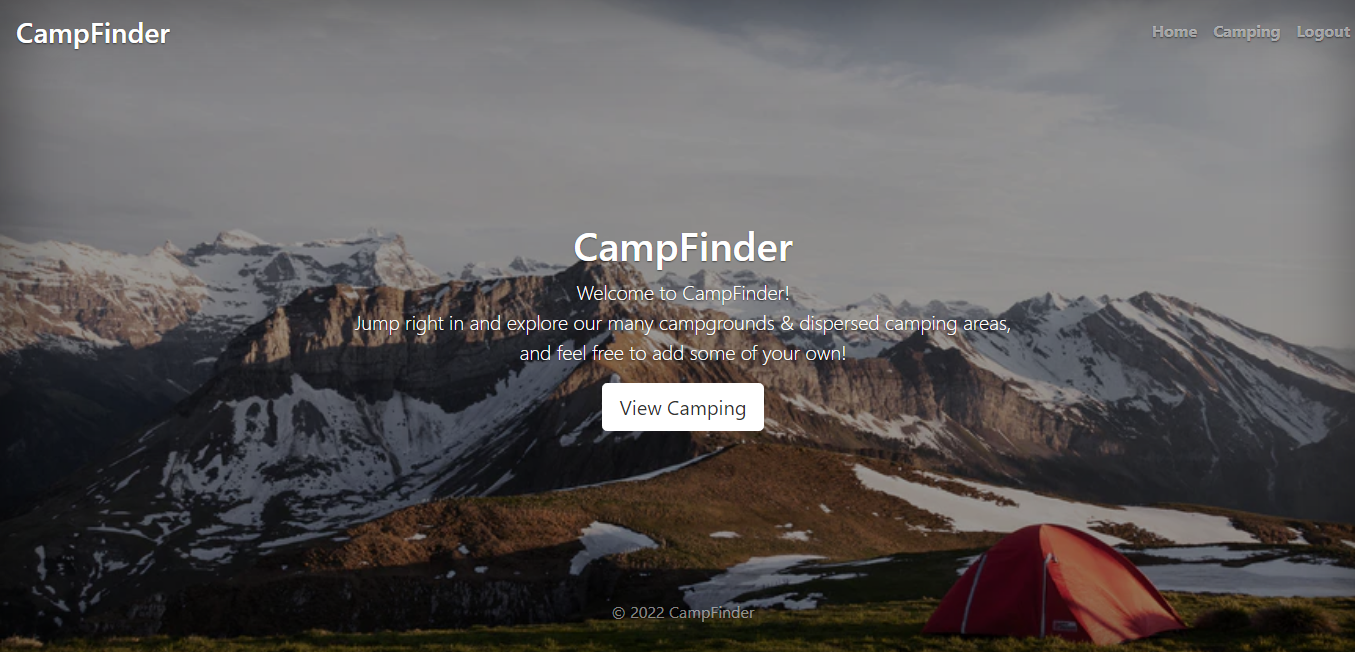 CampFinder
Home Camping Logout
CampFinder
Welcome to CampFinder!
Jump right in and explore our many campgrounds & dispersed camping areas,
and feel free to add some of your own!
View Camping
© 2022 CampFinder